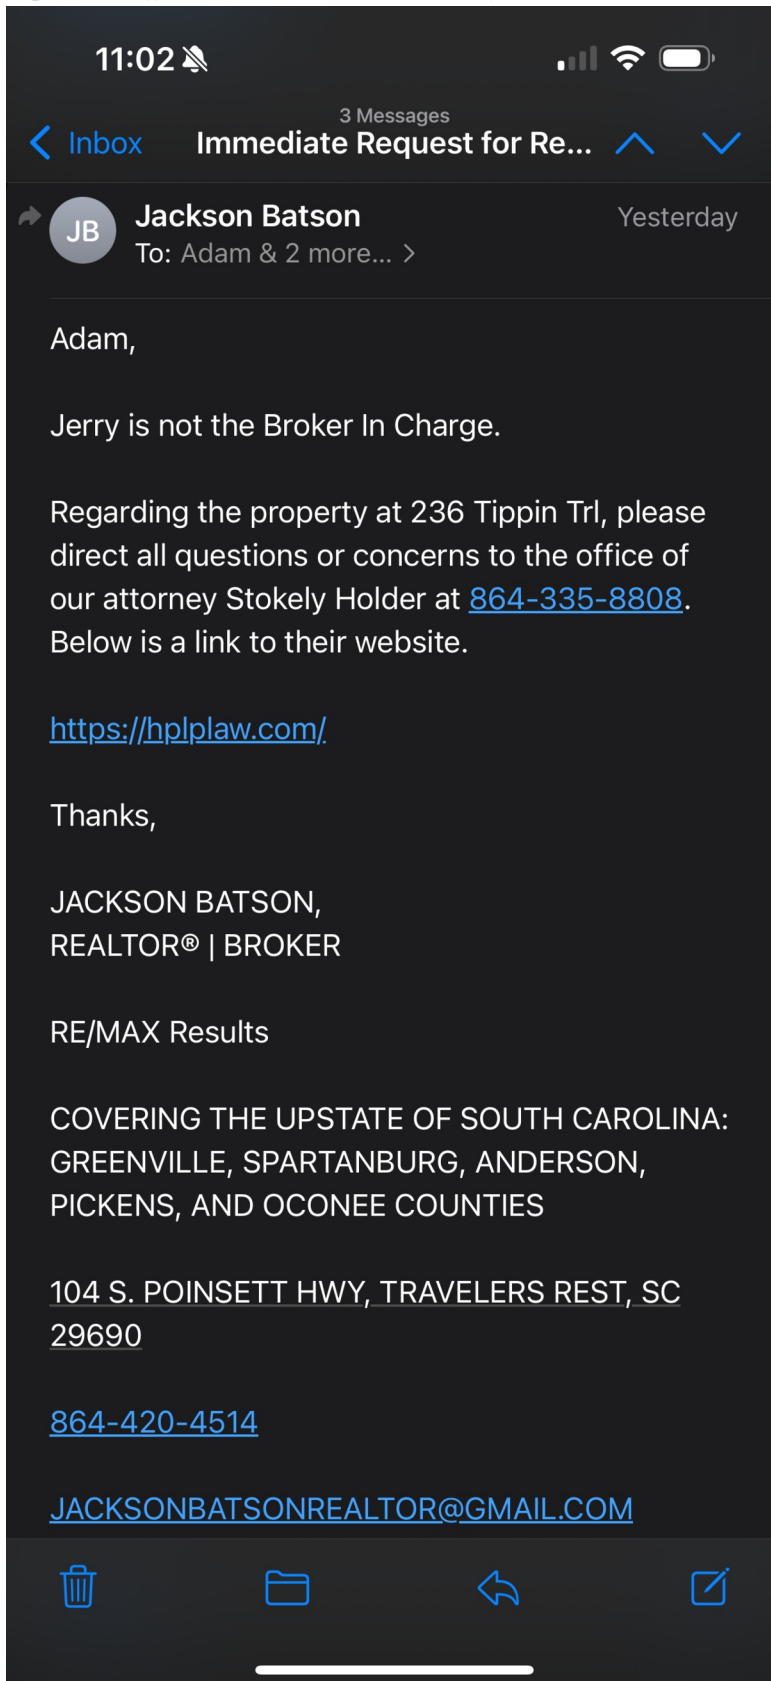 11:02
3 Messages
Inbox
Immediate Request for Re...
JB
Jackson Batson
Yesterday
To: Adam & 2 more... >
Adam,
Jerry is not the Broker In Charge.
Regarding the property at 236 Tippin Trl, please
direct all questions or concerns to the office of
our attorney Stokely Holder at 864-335-8808.
Below is a link to their website.
https://hplplaw.com/
Thanks,
JACKSON BATSON,
REALTOR® | BROKER
RE/MAX Results
COVERING THE UPSTATE OF SOUTH CAROLINA:
GREENVILLE, SPARTANBURG, ANDERSON,
PICKENS, AND OCONEE COUNTIES
104 S. POINSETT HWY, TRAVELERS REST, SC
29690
864-420-4514
JACKSONBATSONREALTOR@GMAIL.COM